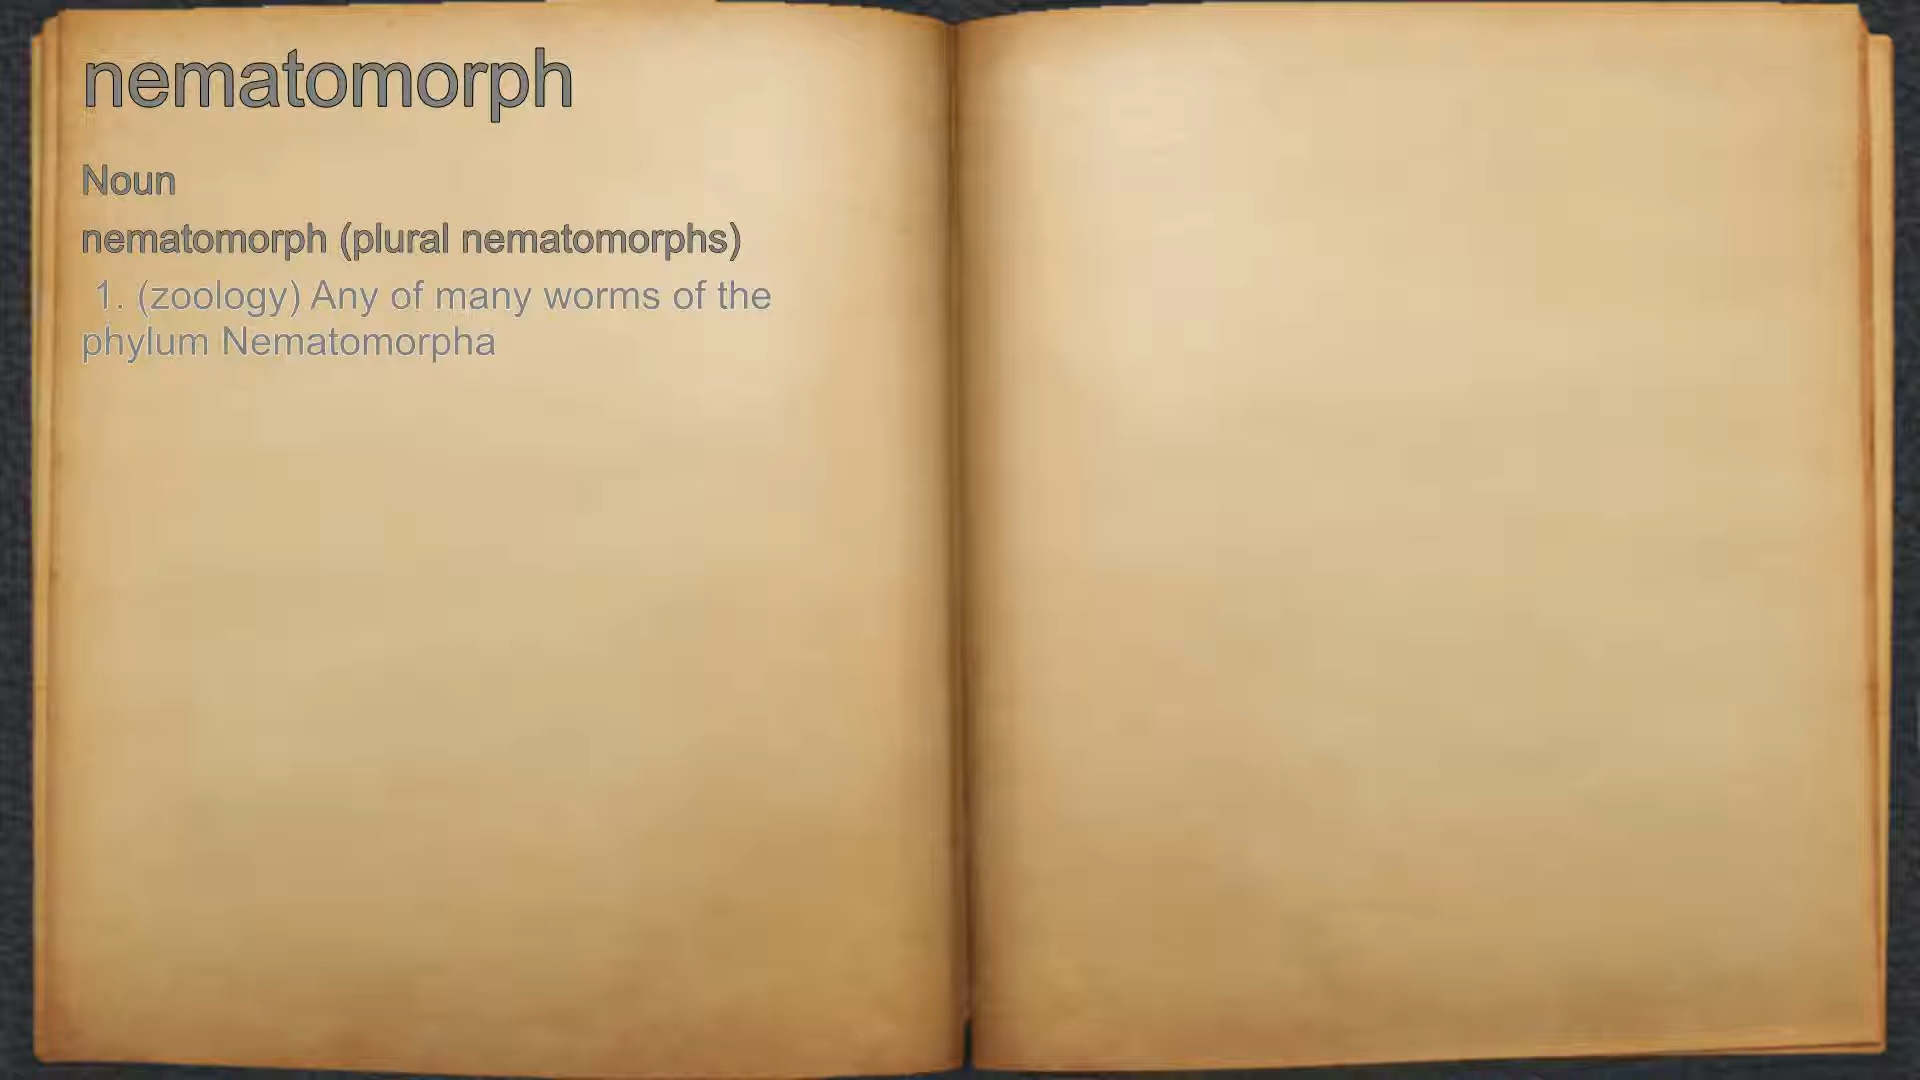 nematomorph
Noun
nematomorph (plural nematomorphs)
1. (zoology) Any of many worms of the
phylum Nematomorpha